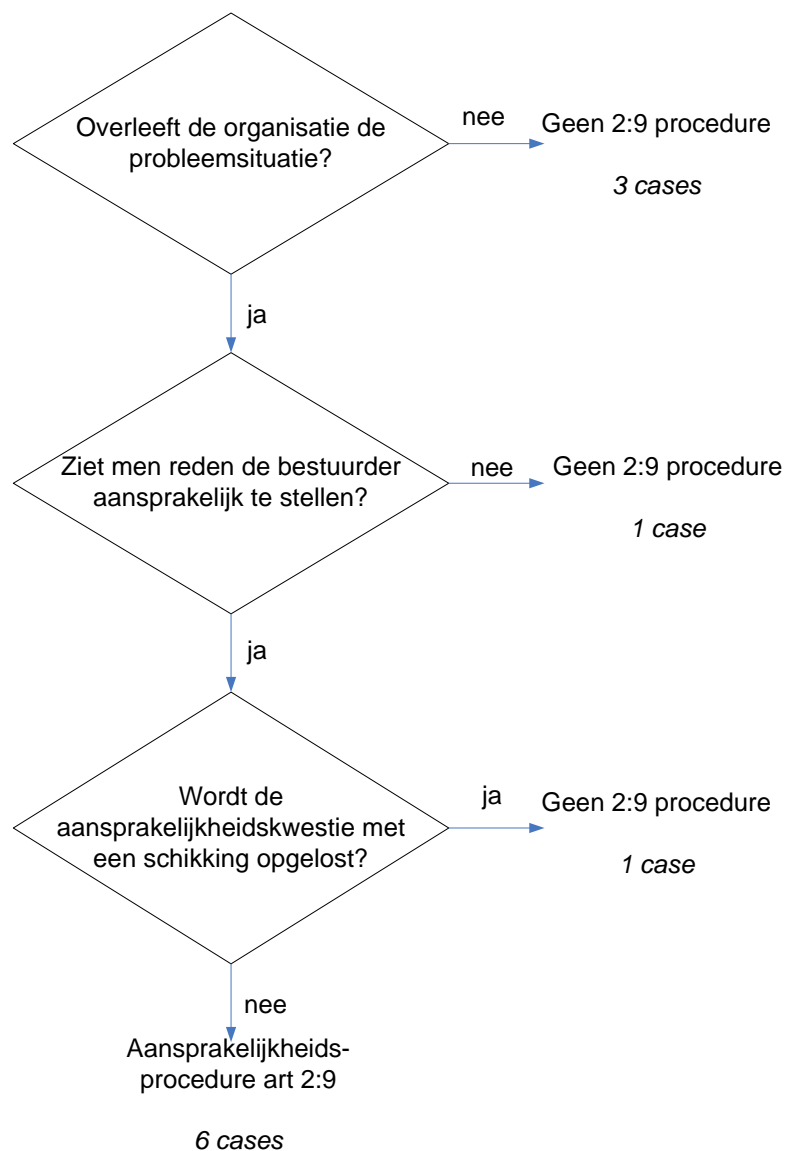 Overleeft de organisatie de
probleemsituatie?
nee
Geen 2:9 procedure
3 cases
ja
Ziet men reden de bestuurder
aansprakelijk te stellen?
nee
Geen 2:9 procedure
1 case
ja
Wordt de
aansprakelijkheidskwestie met
een schikking opgelost?
ja
Geen 2:9 procedure
1 case
nee
Aansprakelijkheids-
procedure art 2:9
6 cases